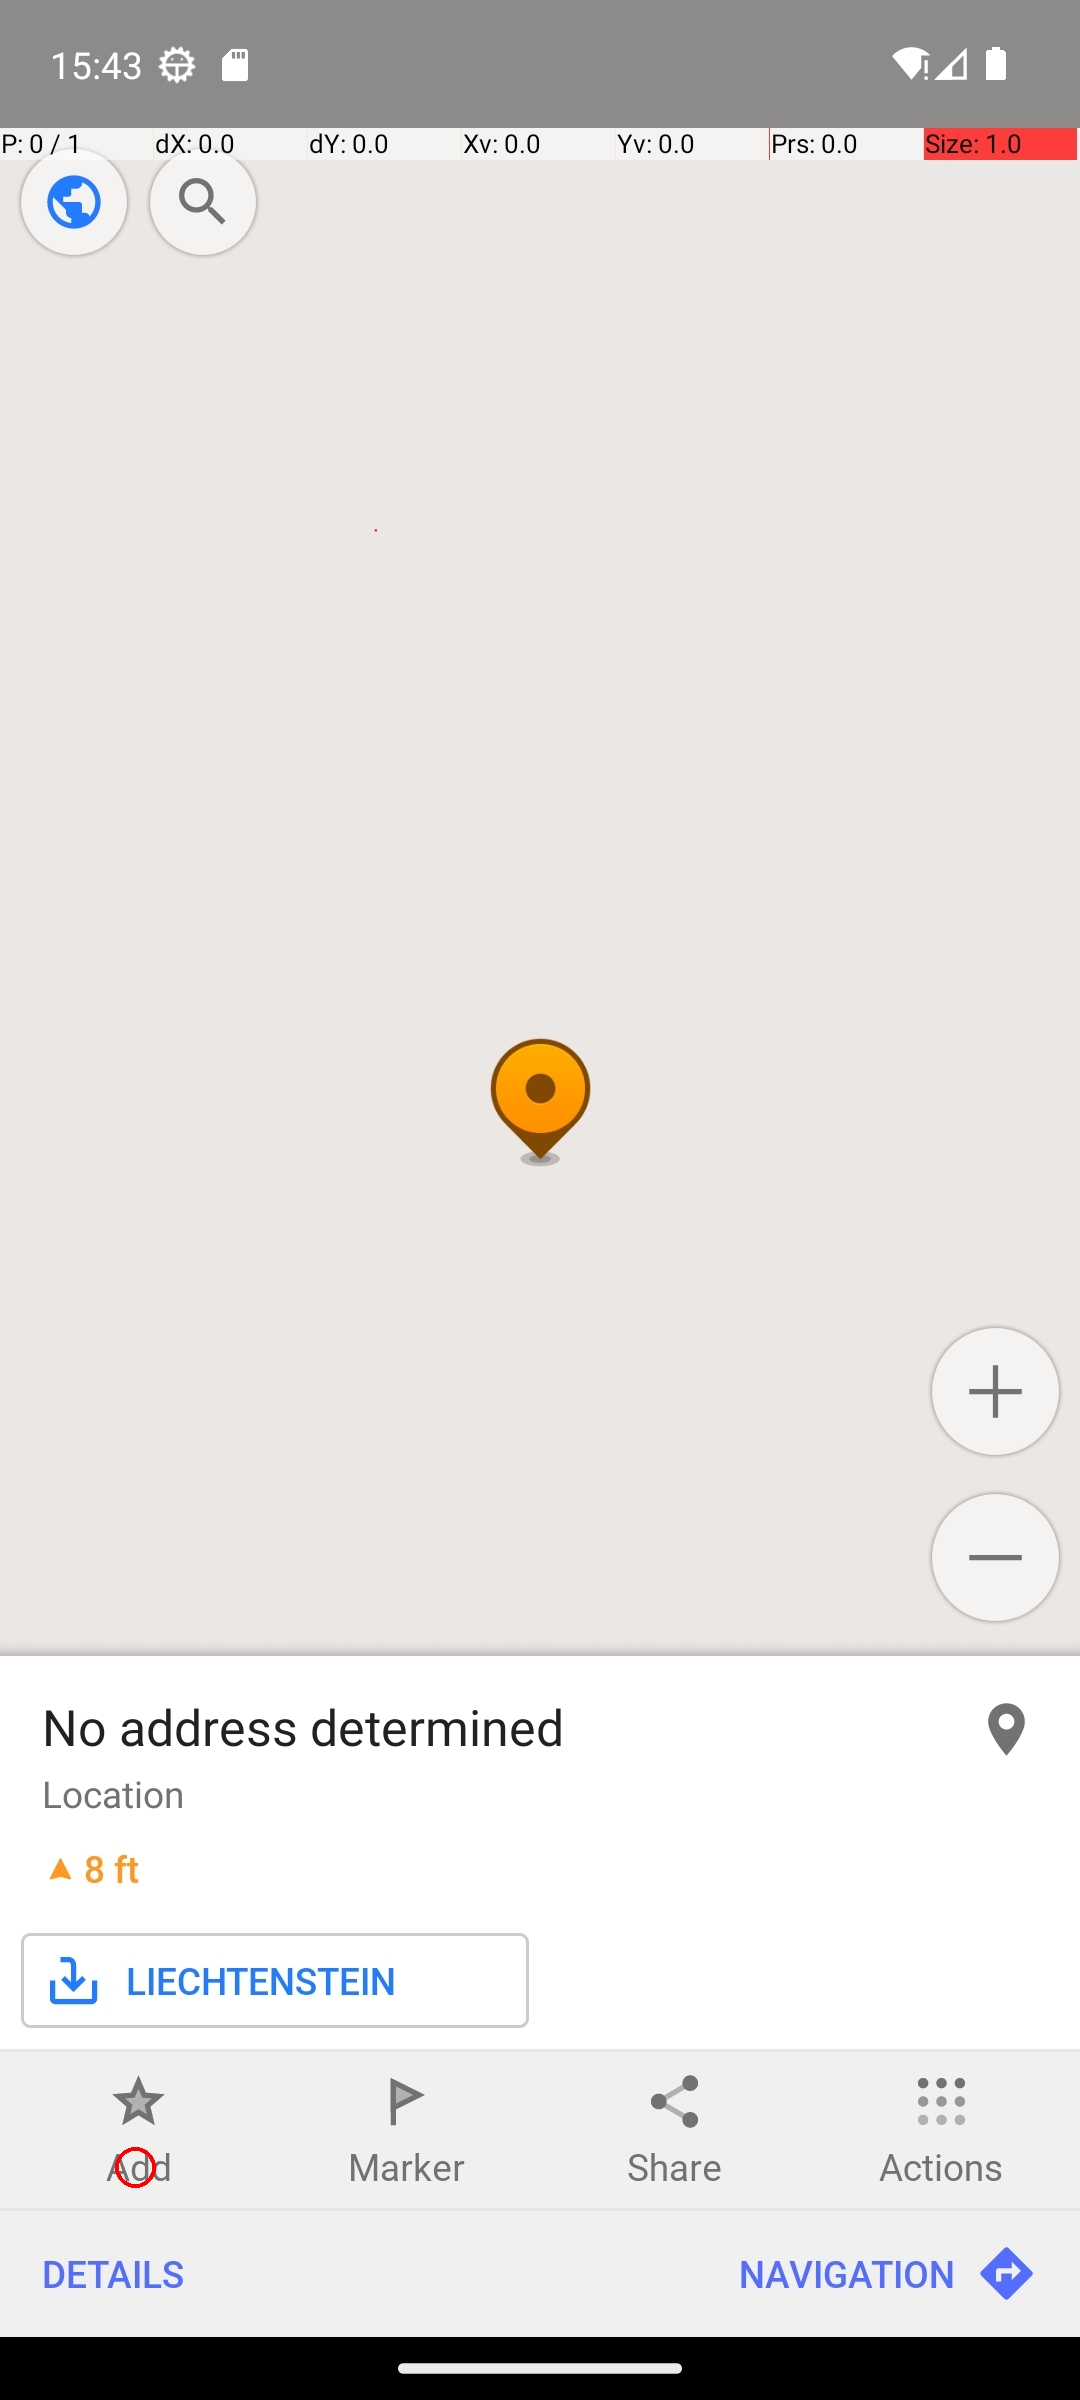 15:43
P: 0 / 1 dX: 0.0 dY: 0.0 Xv: 0.0 Yv: 0.0 Prs: 0.0 Size: 1.0
No address determined
Location
8 ft
LIECHTENSTEIN
Add Marker Share Actions
DETAILS NAVIGATION